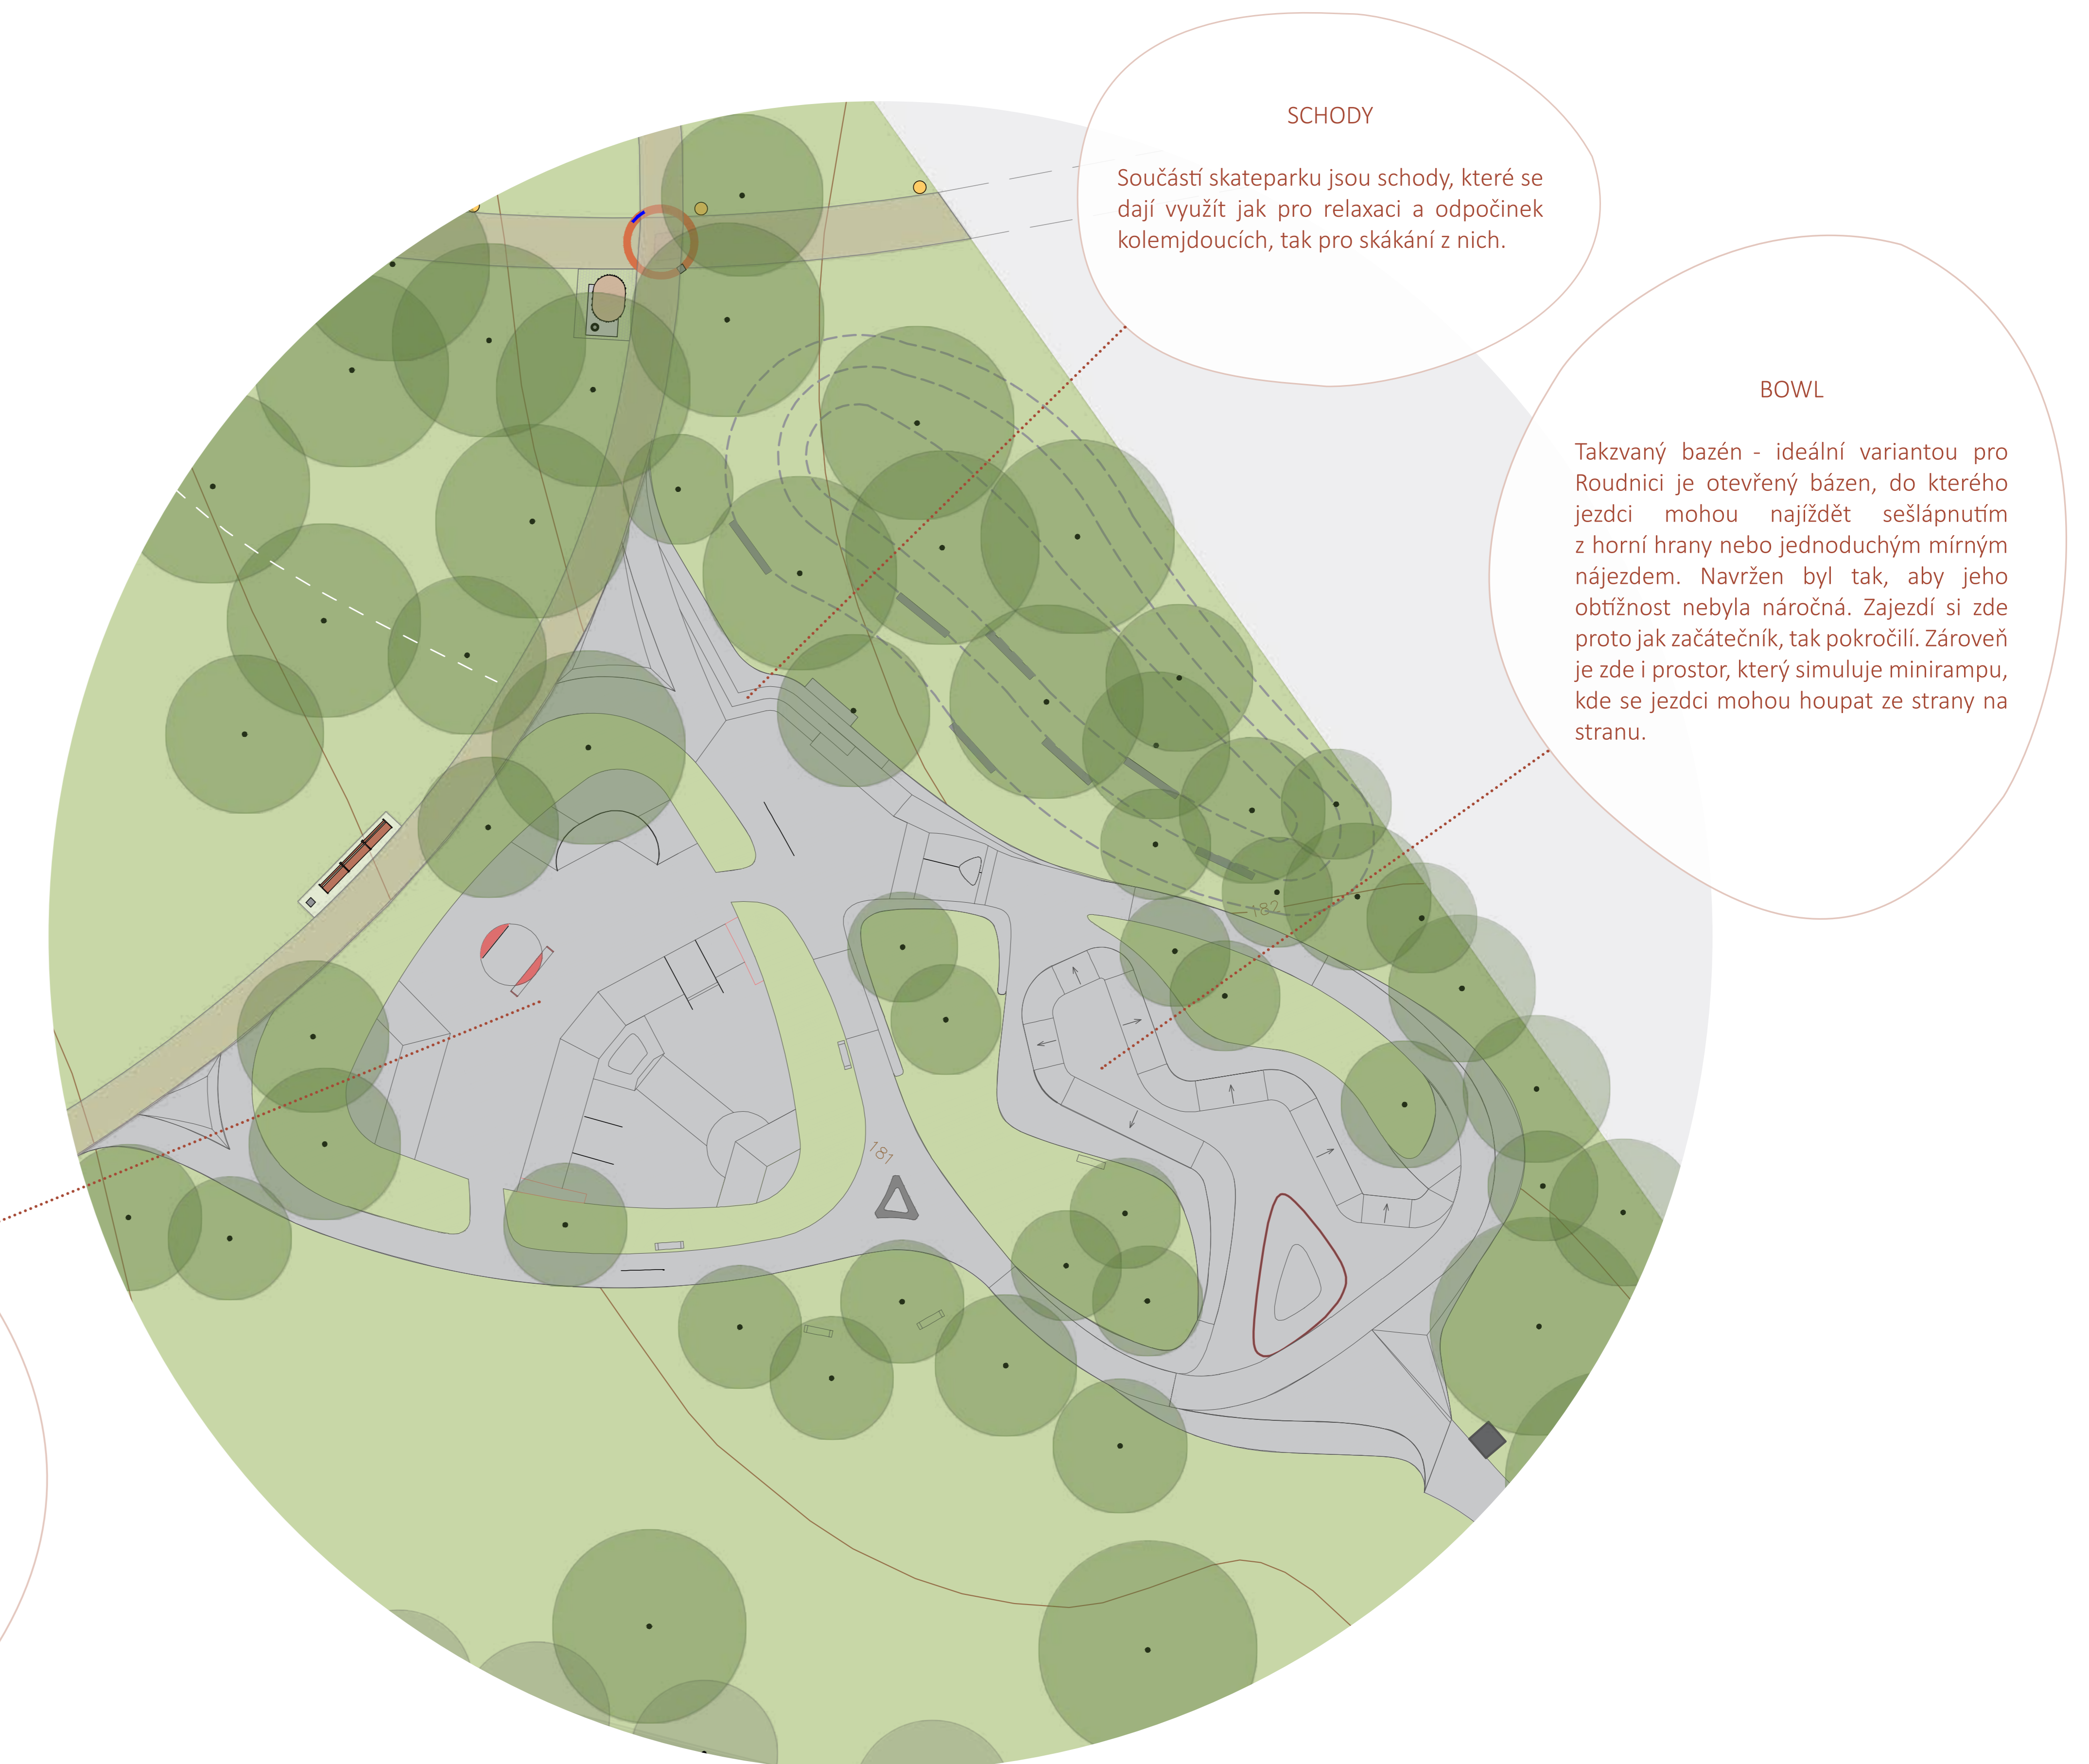 SCHODY
Součástí skateparku jsou schody, které se
dají využít jak pro relaxaci a odpočinek
kolemjdoucích, tak pro skákání z nich.
BOWL
Takzvaný bazén - ideální variantou pro
Roudnici je otevřený bázen, do kterého
jezdci mohou najíždět sešlápnutím
z horní hrany nebo jednoduchým mírným
nájezdem. Navržen byl tak, aby jeho
obtížnost nebyla náročná. Zajezdí si zde
proto jak začátečník, tak pokročilí. Zároveň
je zde i prostor, který simuluje minirampu,
kde se jezdci mohou houpat ze strany na
stranu.
182
181